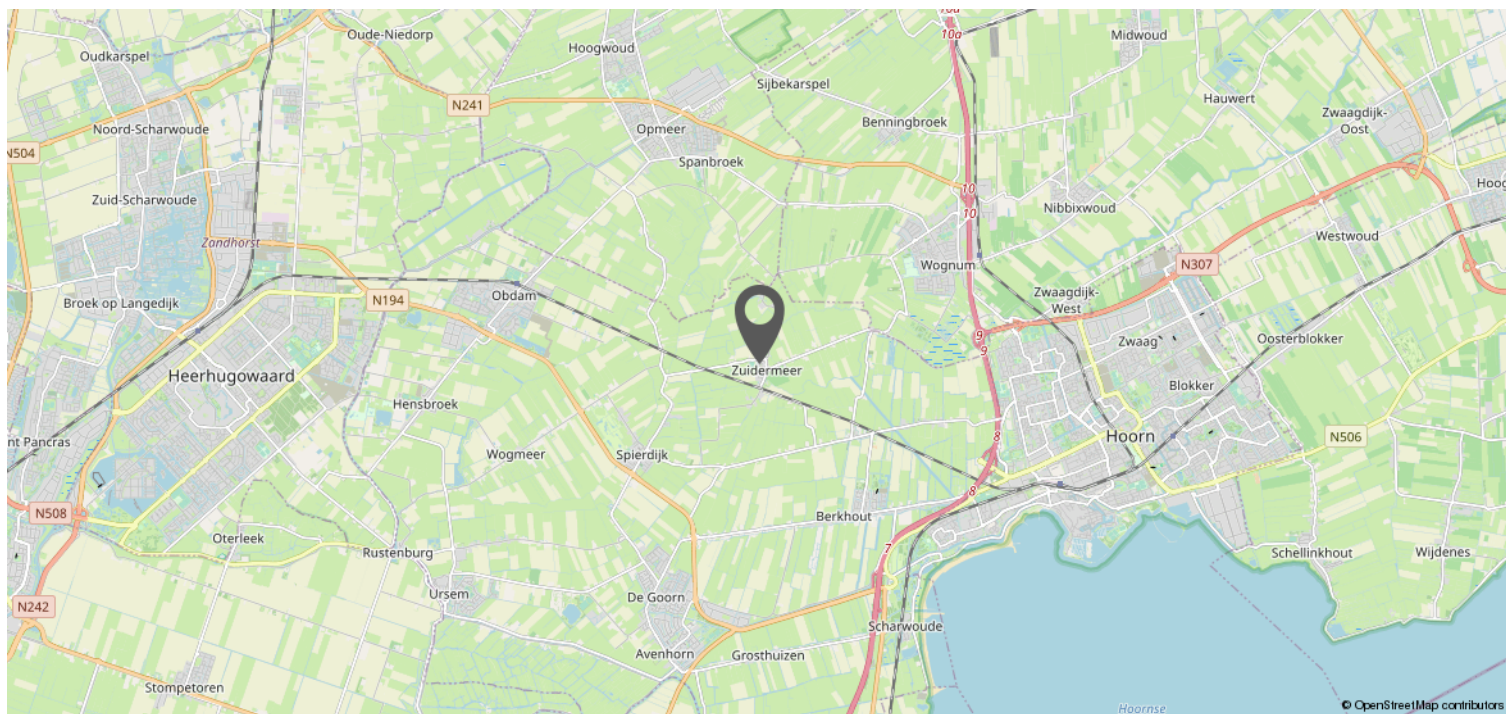 10a
10a
Oude-Niedorp
Midwoud
Hoogwoud
Oudkarspel
Sijbekarspel
Hauwert
N241
Zwaagdijk-
Oost
Benningbroek
Noord-Scharwoude
Opmeer
N504
Spanbroek
10
Hoog
Zuid-Scharwoude
Nibbixwoud
10
Westwoud
Zandhorst
Wognum
N307
Zwaagdijk-
West
Broek op Langedijk
N194
Obdam
9
Zwaag
Oosterblokker
9
Zuidermeer
Heerhugowaard
Blokker
Hensbroek
8
Hoorn
N506
nt Pancras
Wogmeer
Spierdijk
8
N508
Berkhout
Oterleek
Rustenburg
7
Schellinkhout
Wijdenes
Ursem
De Goorn
N242
Scharwoude
Avenhorn
Grosthuizen
Stompetoren
Hoornse
© OpenStreetMap contributors